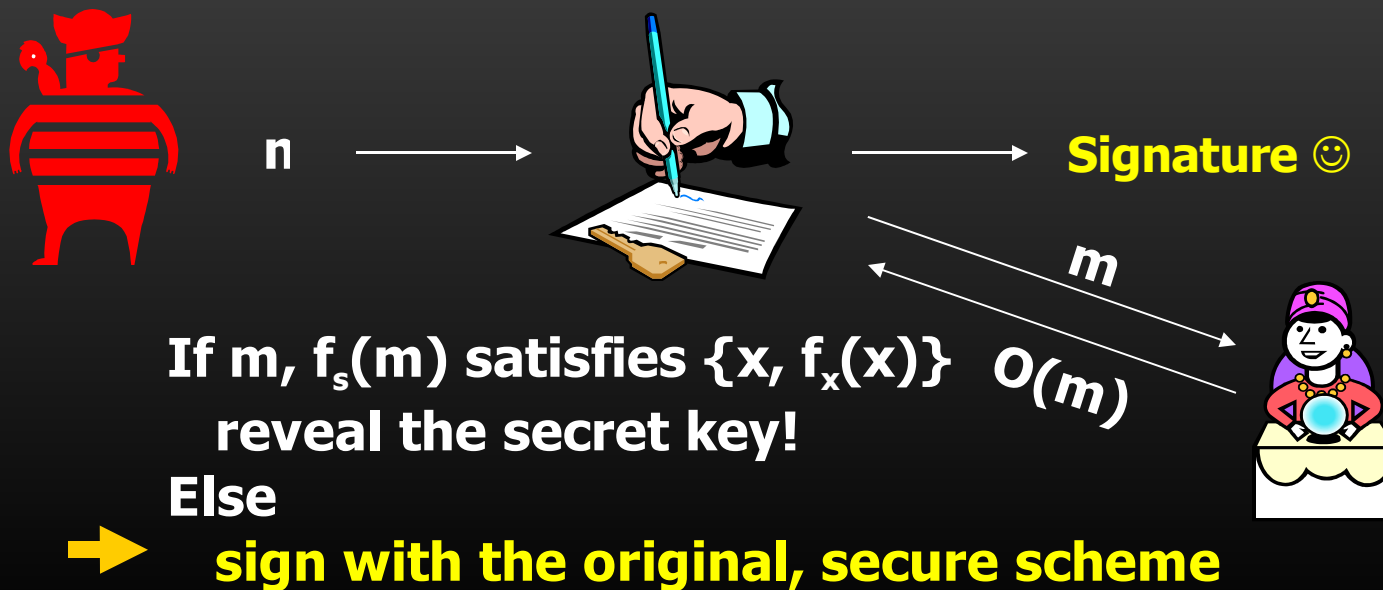 n
Signature ☺
m
O(m)
If m, fₛ(m) satisfies {x, fₓ(x)}
reveal the secret key!
Else
sign with the original, secure scheme